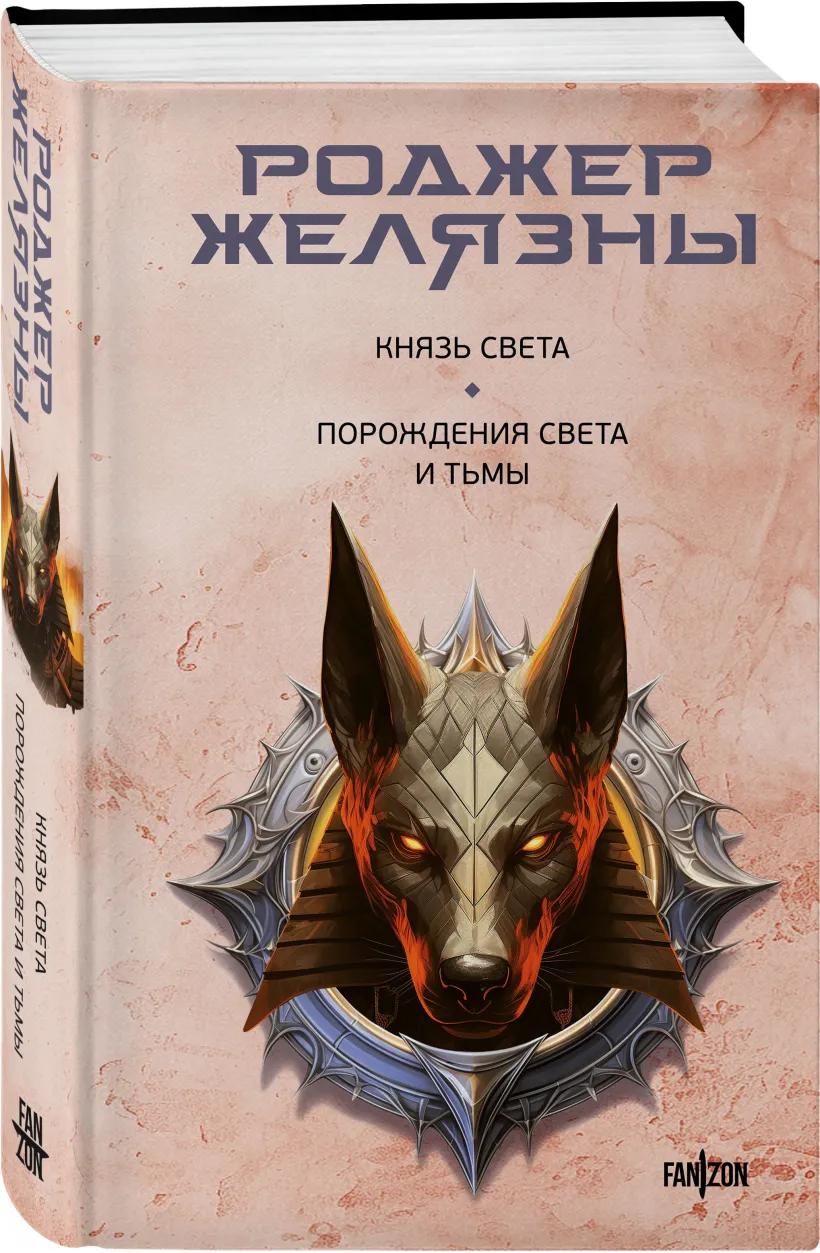 РОДЖЕР
ЖЕЛЯЗНЫ
КНЯЗЬ СВЕТА
ПОРОЖДЕНИЯ СВЕТА
И ТЬМЫ
FANZON
РОДЖЕР
ЖЕЛЯЗНЫ
КНЯЗЬ СВЕТА
ПОРОЖДЕНИЯ СВЕТА И ТЬМЫ
FAN
ZON